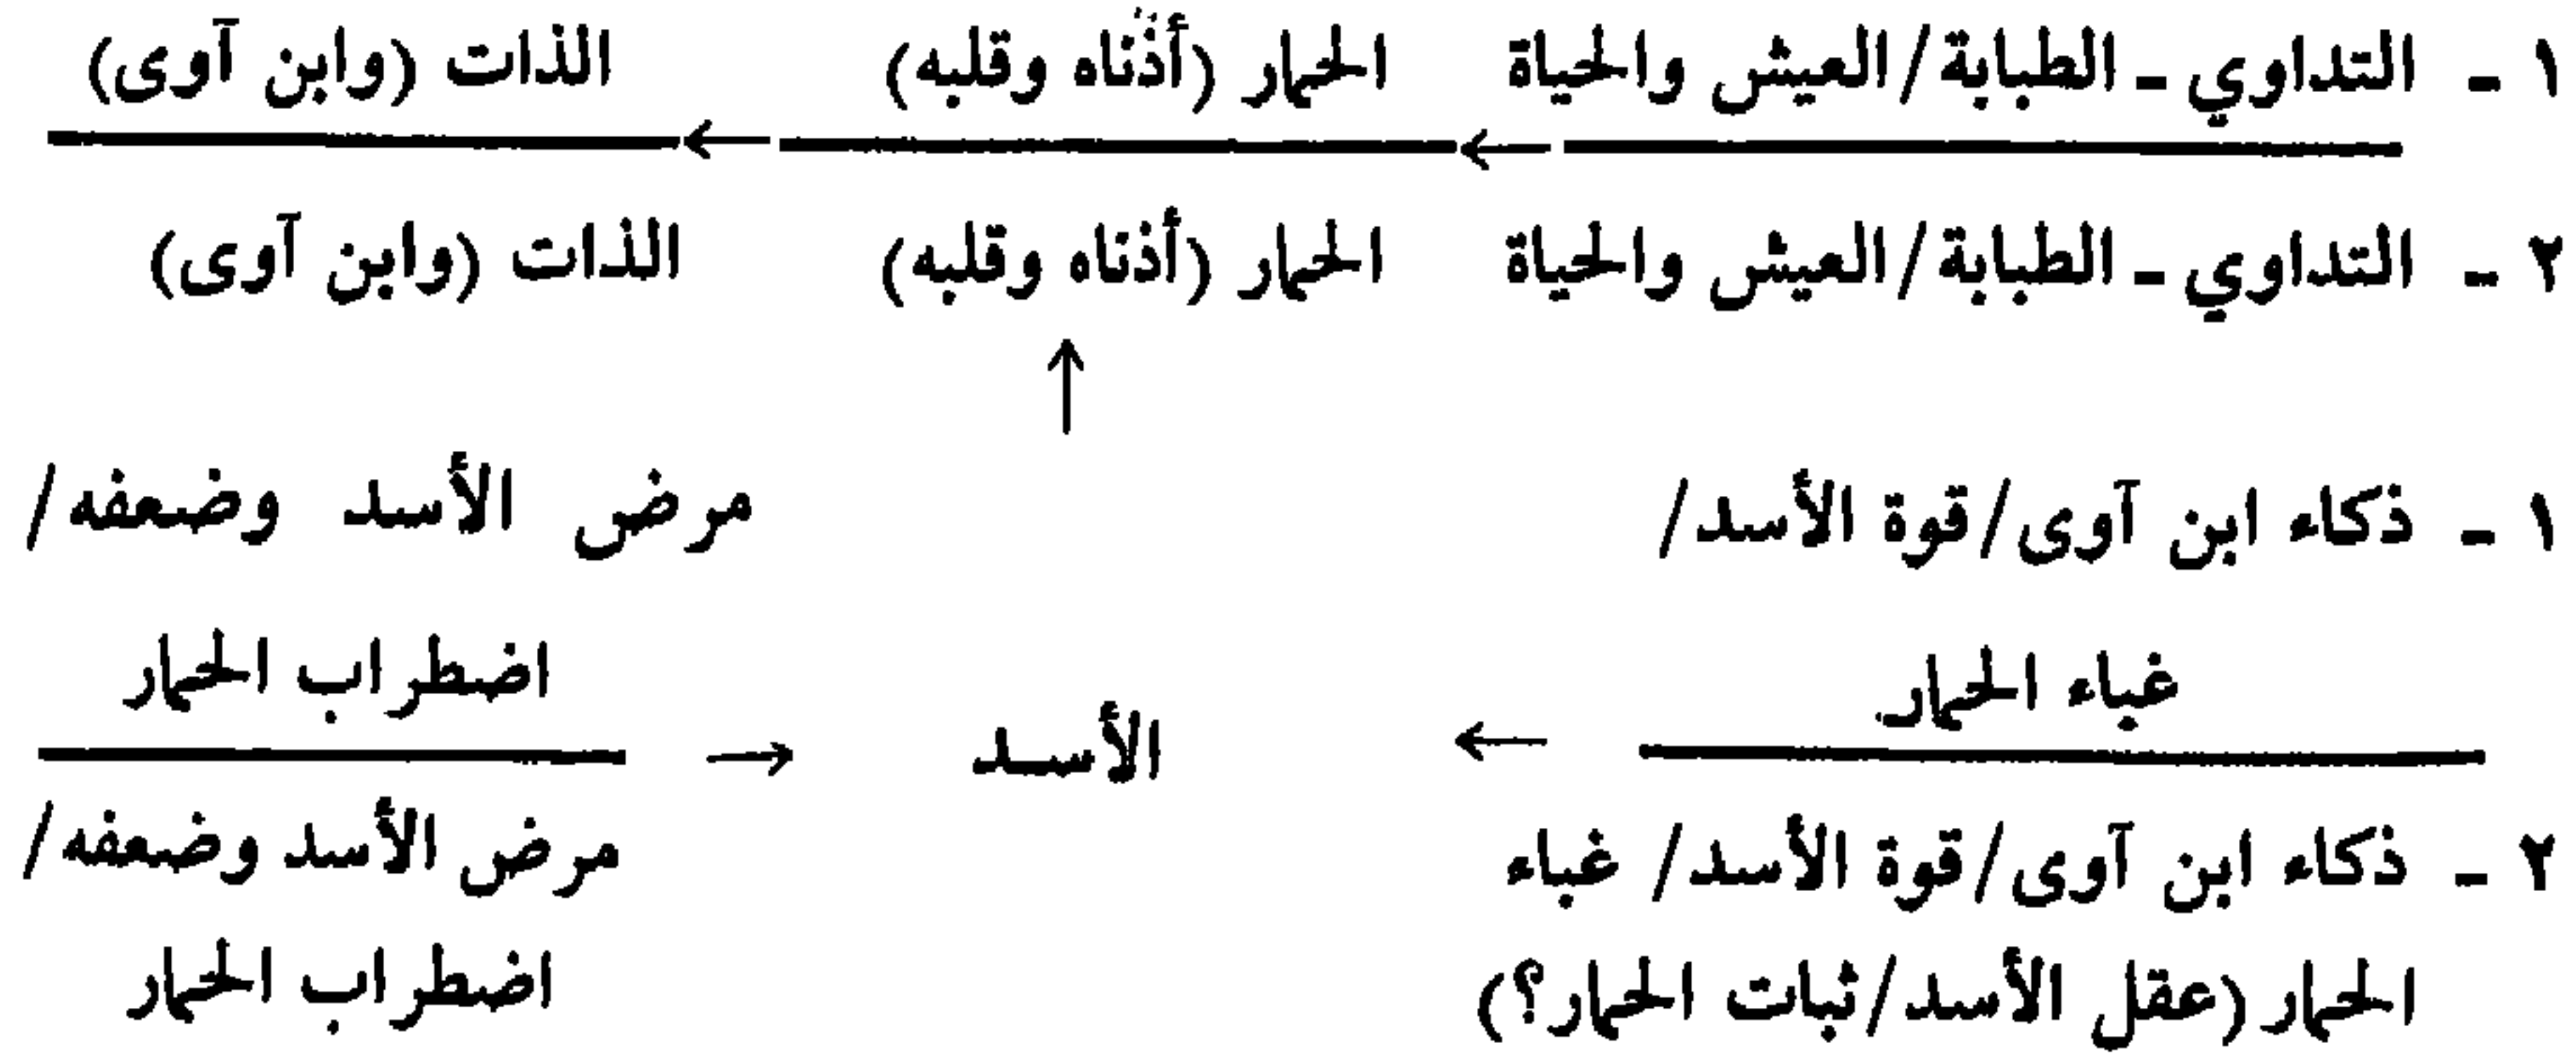 ١ - التداوي - الطبابة/العيش والحياة ← الحمار (أذناه وقلبه) ← الذات (وابن آوى)
٢ - التداوي - الطبابة/العيش والحياة الحمار (أذناه وقلبه) الذات (وابن آوى)
↑
١ - ذكاء ابن آوى/قوة الأسد/ مرض الأسد وضعفه/
غباء الحمار ← الأسد → اضطراب الحمار
٢ - ذكاء ابن آوى/قوة الأسد/ غباء مرض الأسد وضعفه/
الحمار (عقل الأسد/ثبات الحمار؟) اضطراب الحمار